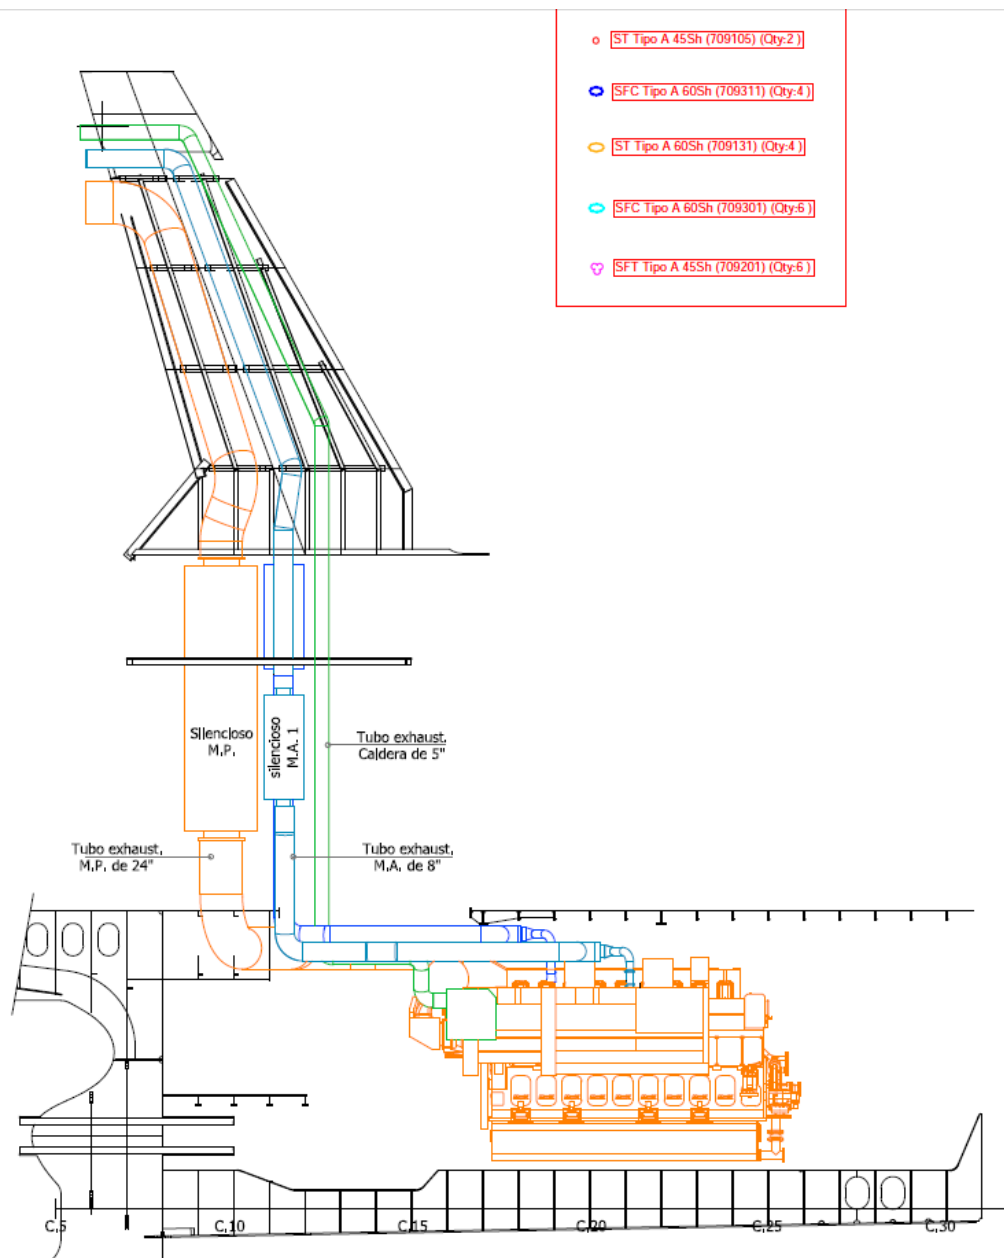 ST Tipo A 45Sh (709105) (Qty:2 )
SFC Tipo A 60Sh (709311) (Qty:4 )
ST Tipo A 60Sh (709131) (Qty:4 )
SFC Tipo A 60Sh (709301) (Qty:6 )
SFT Tipo A 45Sh (709201) (Qty:6 )
Silencioso
M.P.
silencioso
M.A. 1
Tubo exhaust.
Caldera de 5"
Tubo exhaust.
M.P. de 24"
Tubo exhaust.
M.A. de 8"
C.5
C.10
C.15
C.20
C.25
C.30